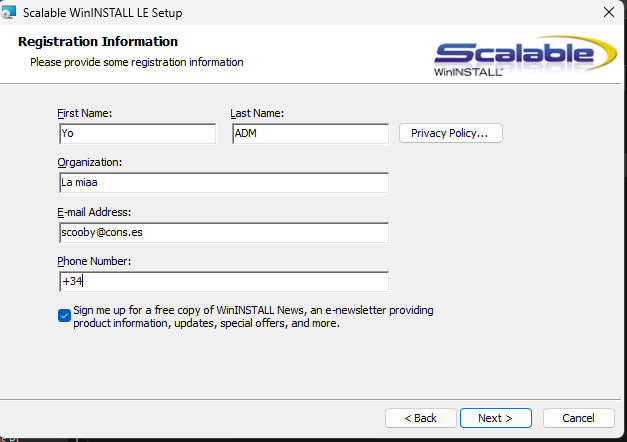 Scalable WinINSTALL LE Setup
Registration Information
Please provide some registration information
Scalable
WinINSTALL
First Name:
Last Name:
Yo
ADM
Privacy Policy...
Organization:
La miaa
E-mail Address:
scooby@cons.es
Phone Number:
+34
Sign me up for a free copy of WinINSTALL News, an e-newsletter providing
product information, updates, special offers, and more.
< Back
Next >
Cancel